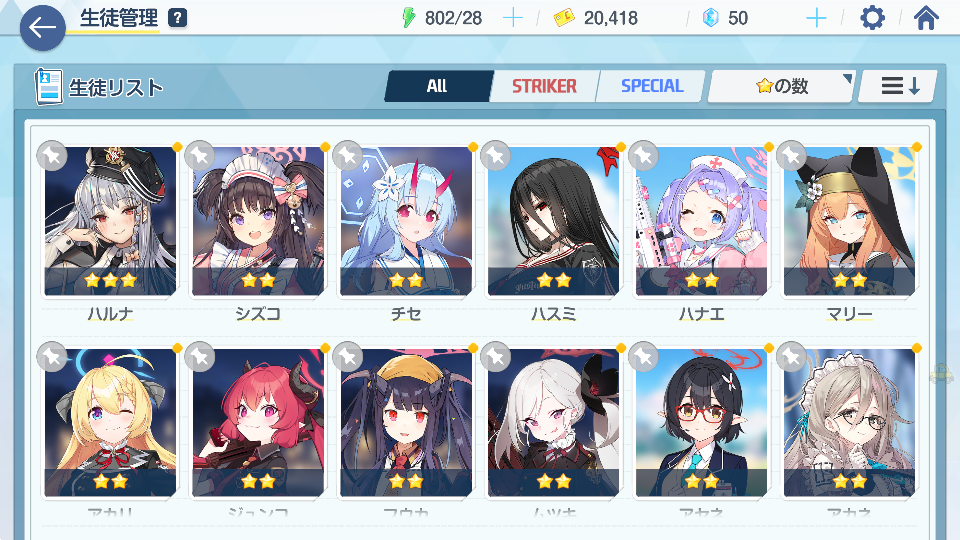 生徒管理 ?
802/28
20,418
50
生徒リスト
All
STRIKER
SPECIAL
の数
ハルナ
シズコ
チセ
ハスミ
ハナエ
マリー
アカリ
ジュンコ
フウカ
ムツキ
アヤネ
アカネ